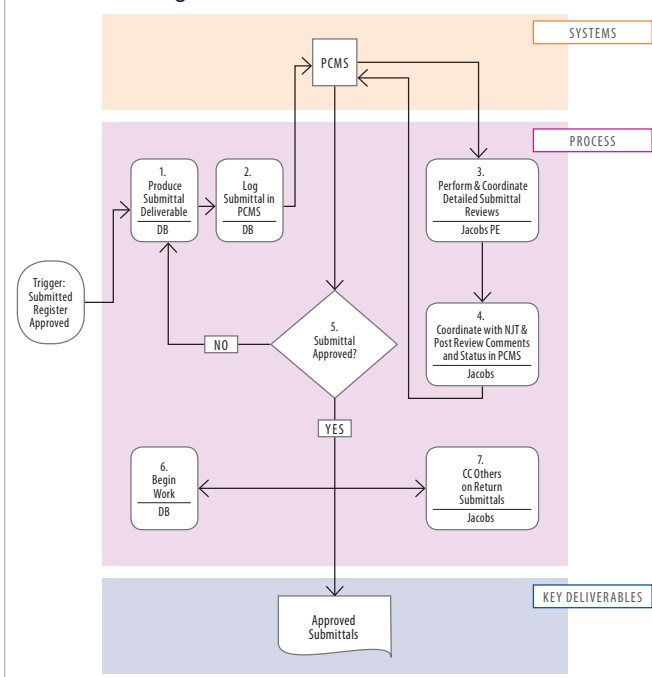 SYSTEMS
PCMS
PROCESS
1.
Produce
Submittal
Deliverable
DB
2.
Log
Submittal in
PCMS
DB
3.
Perform & Coordinate
Detailed Submittal
Reviews
Jacobs PE
Trigger:
Submitted
Register
Approved
4.
Coordinate with NJT &
Post Review Comments
and Status in PCMS
Jacobs
5.
Submittal
Approved?
NO
YES
6.
Begin
Work
DB
7.
CC Others
on Return
Submittals
Jacobs
KEY DELIVERABLES
Approved
Submittals